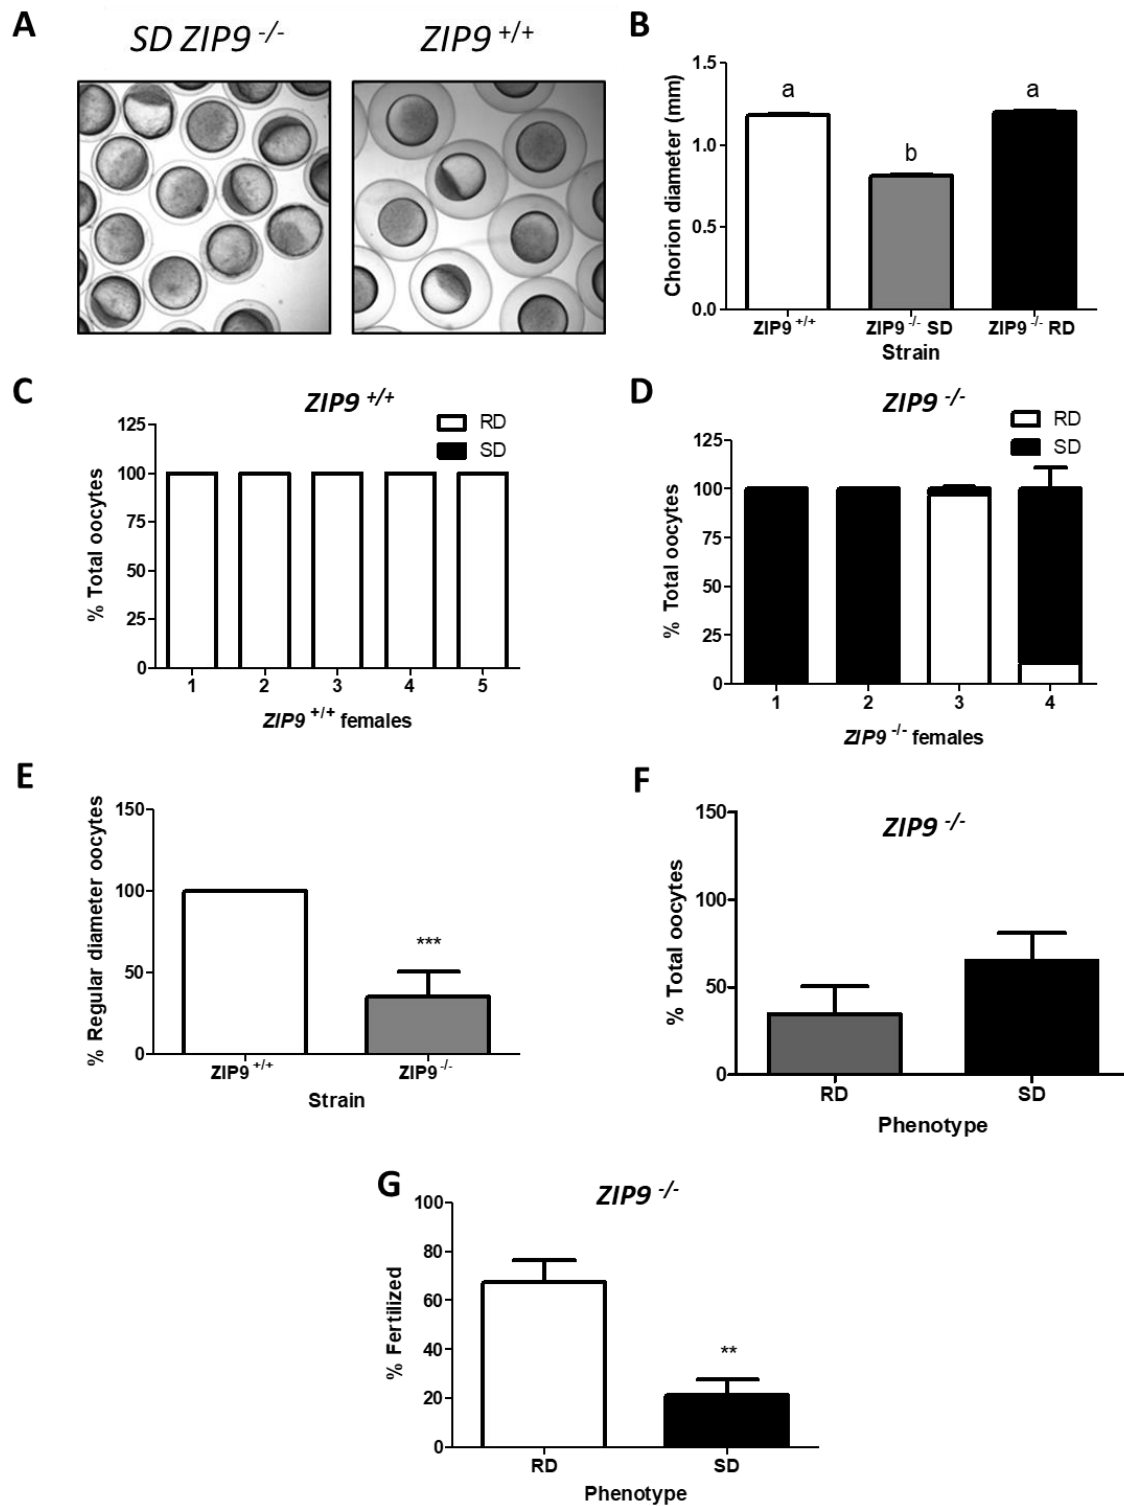 A
SD ZIP9 -/-
ZIP9 +/+
B
Chorion diameter (mm)
1.5
1.0
0.5
0.0
a
b
a
ZIP9 +/+
ZIP9 -/- SD
ZIP9 -/- RD
Strain
C
ZIP9 +/+
RD
SD
% Total oocytes
125
100
75
50
25
0
1 2 3 4 5
ZIP9 +/+ females
D
ZIP9 -/-
RD
SD
% Total oocytes
125
100
75
50
25
0
1 2 3 4
ZIP9 -/- females
E
% Regular diameter oocytes
150
100
50
0
***
ZIP9 +/+
ZIP9 -/-
Strain
F
ZIP9 -/-
% Total oocytes
150
100
50
0
RD SD
Phenotype
G
ZIP9 -/-
% Fertilized
100
80
60
40
20
0
**
RD SD
Phenotype